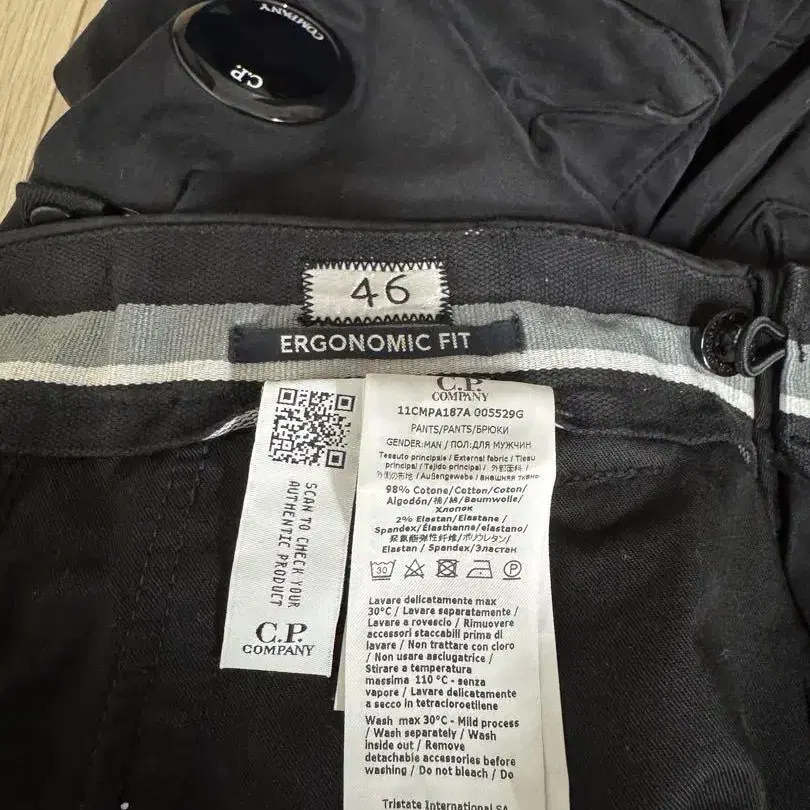 COMPANY
C.P.
46
ERGONOMIC FIT
SCAN TO CHECK YOUR
AUTHENTIC PRODUCT
C.P.
COMPANY
C.P.
COMPANY
11CMPA187A 005529G
PANTS/PANTS/БРЮКИ
GENDER:MAN / ПОЛ:ДЛЯ МУЖЧИН
Tessuto principale / External fabric / Tissu
principal / Tejido principal / 外部面料 /
外側の布地 / Außengewebe / внашняя ткань
98% Cotone/Cotton/Coton/
Algodón/棉/綿/Baumwolle/
Хлопок
2% Elastan/Elastane /
Spandex/Élasthanne/elastano/
聚氨酯弹性纤维/ポリウレタン/
Elastan / Spandex/Эластан
30
P
Lavare delicatamente max
30°C / Lavare separatamente /
Lavare a rovescio / Rimuovere
accessori staccabili prima di
lavare / Non trattare con cloro
/ Non usare asciugatrice /
Stirare a temperatura
massima 110 °C - senza
vapore / Lavare delicatamente
a secco in tetracloroetilene
Wash max 30°C - Mild process
/ Wash separately / Wash
inside out / Remove
detachable accessories before
washing / Do not bleach / Do
Tristate International SA